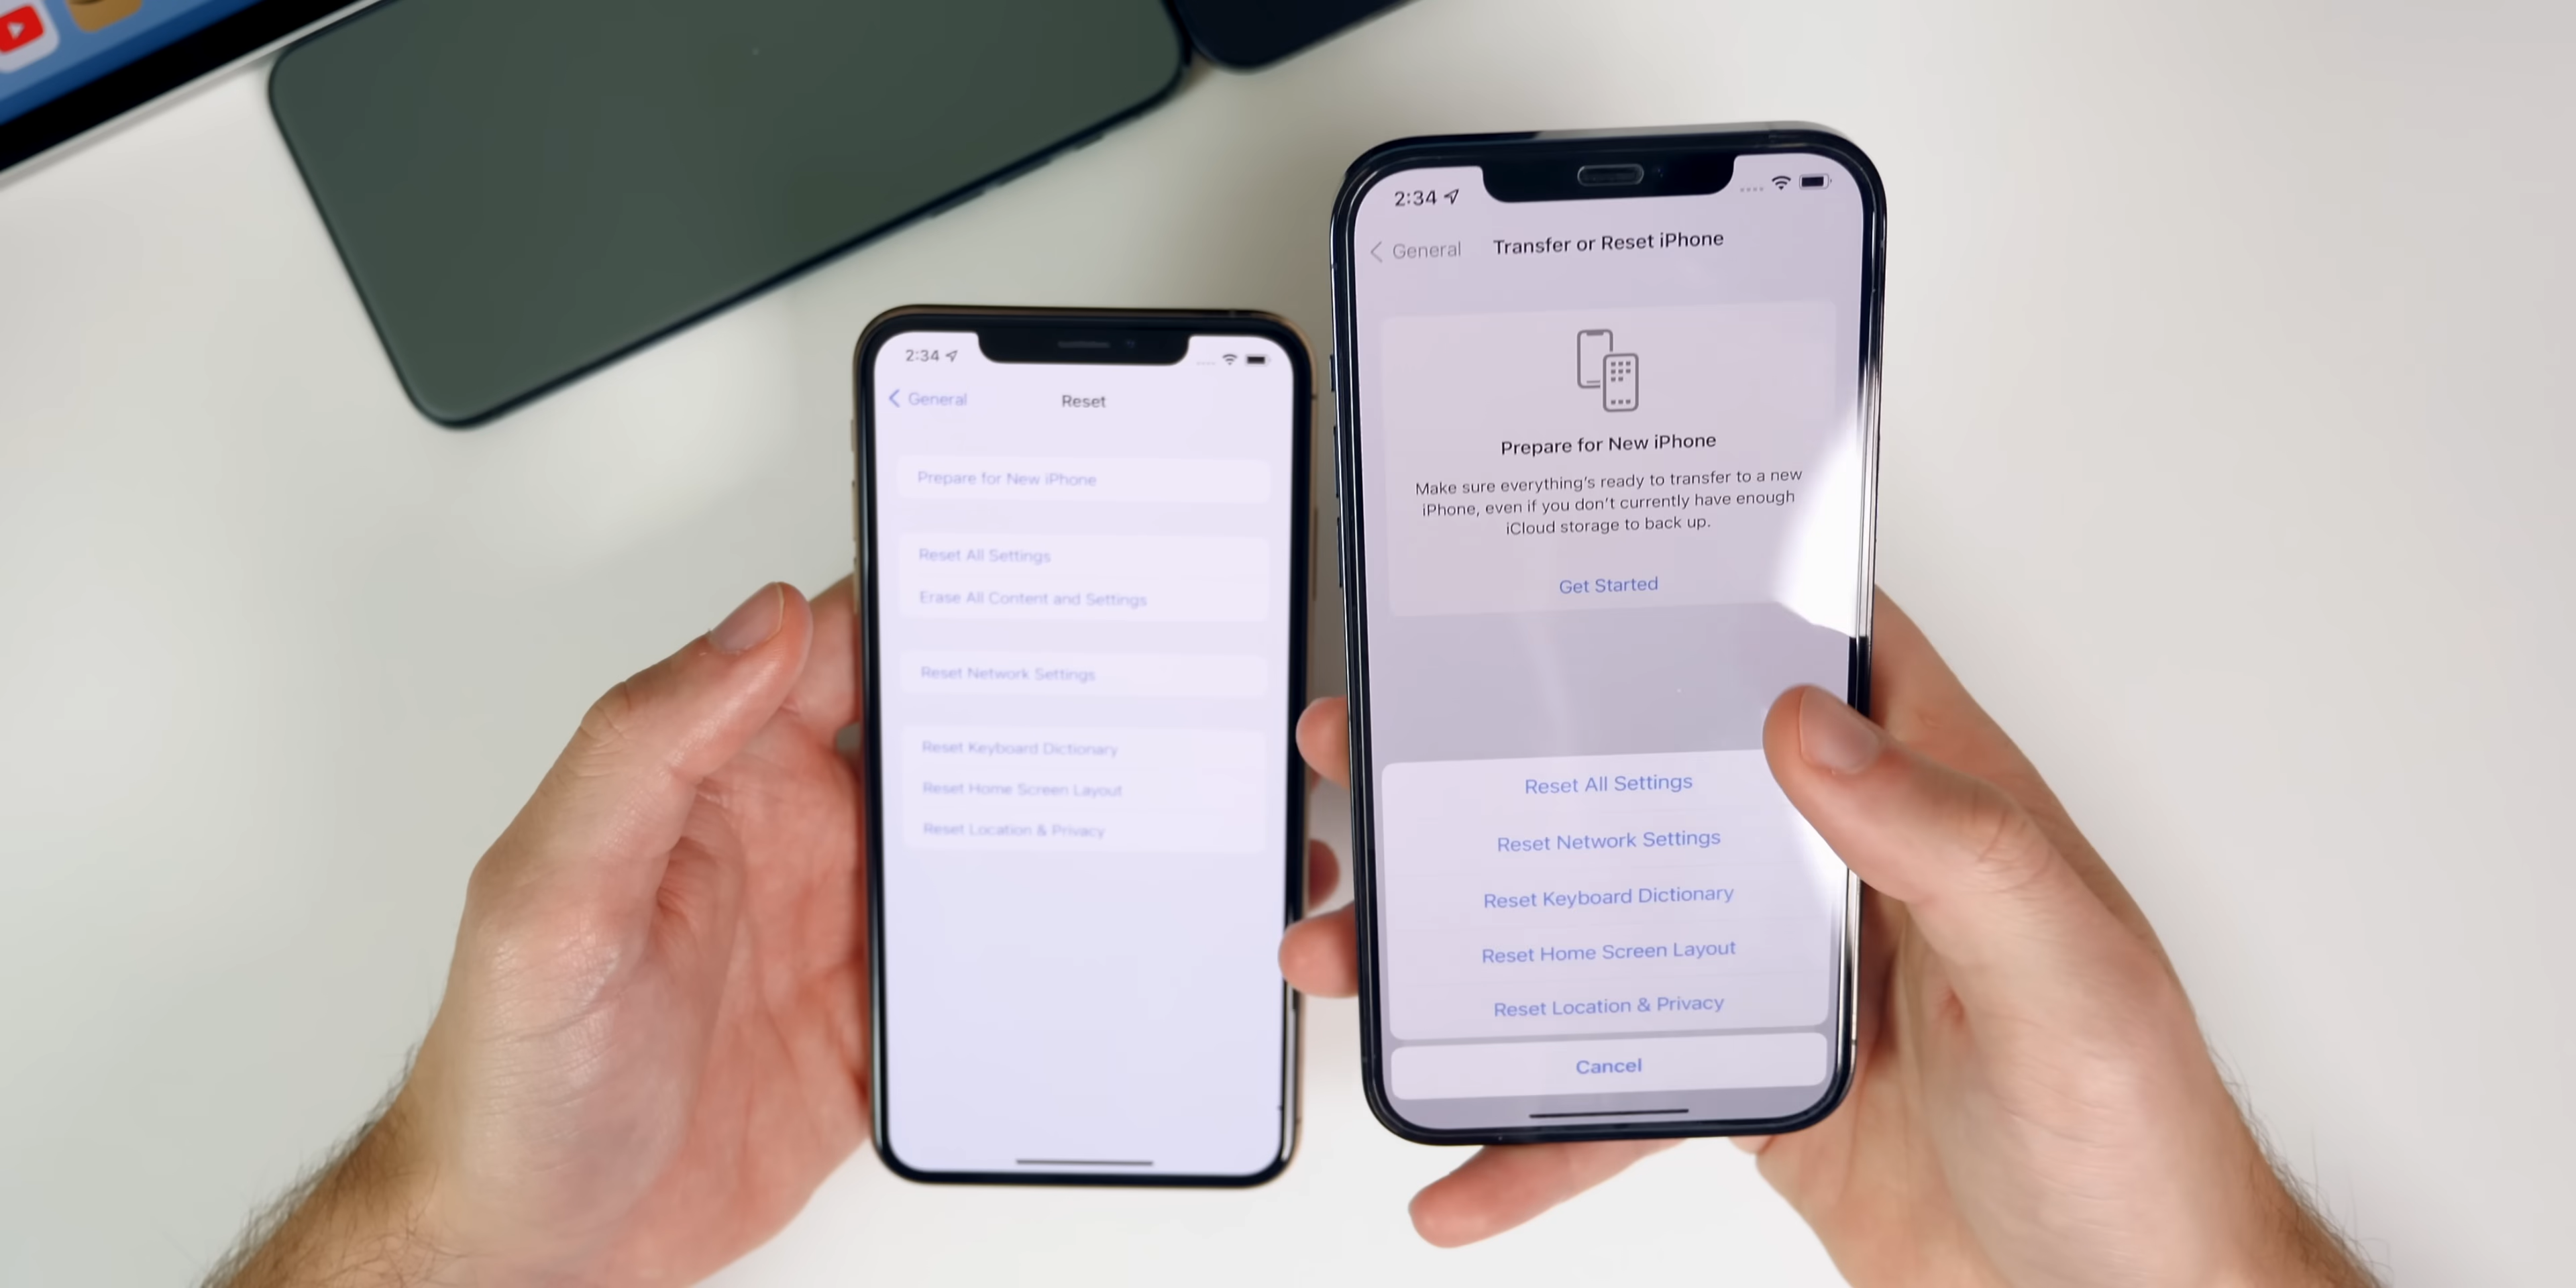 2:34
General
Reset
Prepare for New iPhone
Reset All Settings
Erase All Content and Settings
Reset Network Settings
Reset Keyboard Dictionary
Reset Home Screen Layout
Reset Location & Privacy
2:34
General
Transfer or Reset iPhone
Prepare for New iPhone
Make sure everything's ready to transfer to a new
iPhone, even if you don't currently have enough
iCloud storage to back up.
Get Started
Reset All Settings
Reset Network Settings
Reset Keyboard Dictionary
Reset Home Screen Layout
Reset Location & Privacy
Cancel